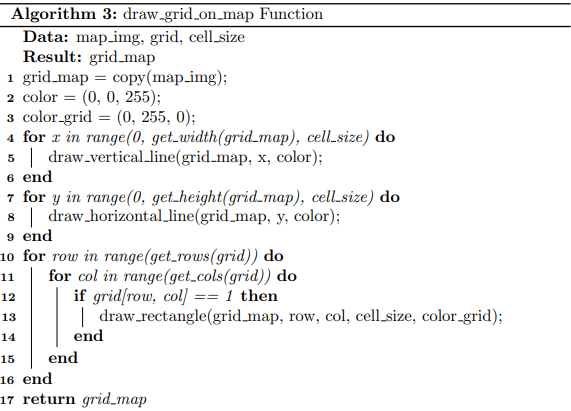 Algorithm 3: draw_grid_on_map Function
Data: map_img, grid, cell_size
Result: grid_map
1 grid_map = copy(map_img);
2 color = (0, 0, 255);
3 color_grid = (0, 255, 0);
4 for x in range(0, get_width(grid_map), cell_size) do
5 draw_vertical_line(grid_map, x, color);
6 end
7 for y in range(0, get_height(grid_map), cell_size) do
8 draw_horizontal_line(grid_map, y, color);
9 end
10 for row in range(get_rows(grid)) do
11 for col in range(get_cols(grid)) do
12 if grid[row, col] == 1 then
13 draw_rectangle(grid_map, row, col, cell_size, color_grid);
14 end
15 end
16 end
17 return grid_map